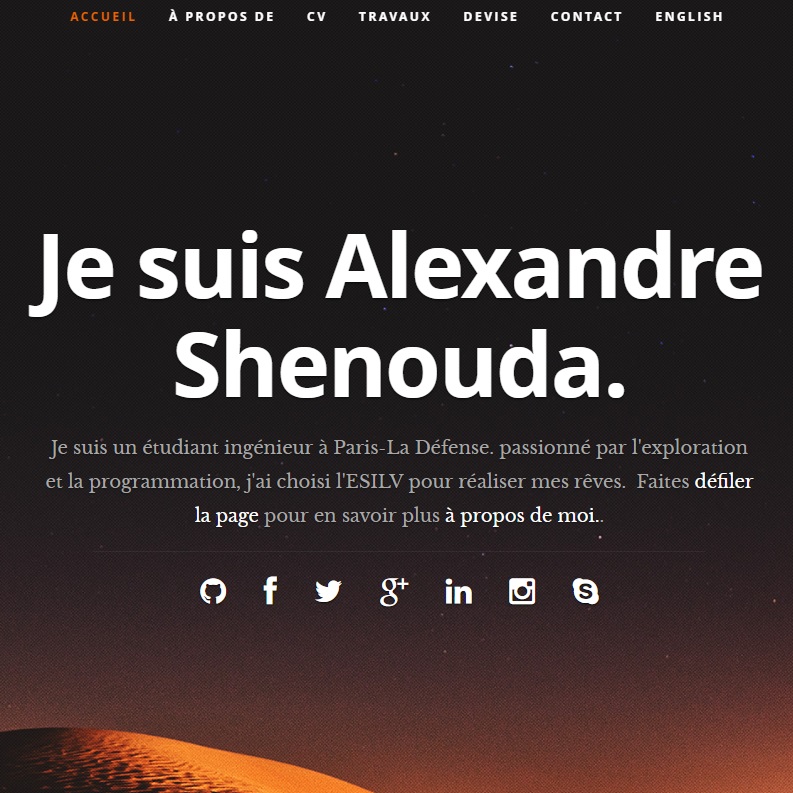 ACCUEIL À PROPOS DE CV TRAVAUX DEVISE CONTACT ENGLISH
Je suis Alexandre
Shenouda.
Je suis un étudiant ingénieur à Paris-La Défense. passionné par l'exploration
et la programmation, j'ai choisi l'ESILV pour réaliser mes rêves. Faites défiler
la page pour en savoir plus à propos de moi..